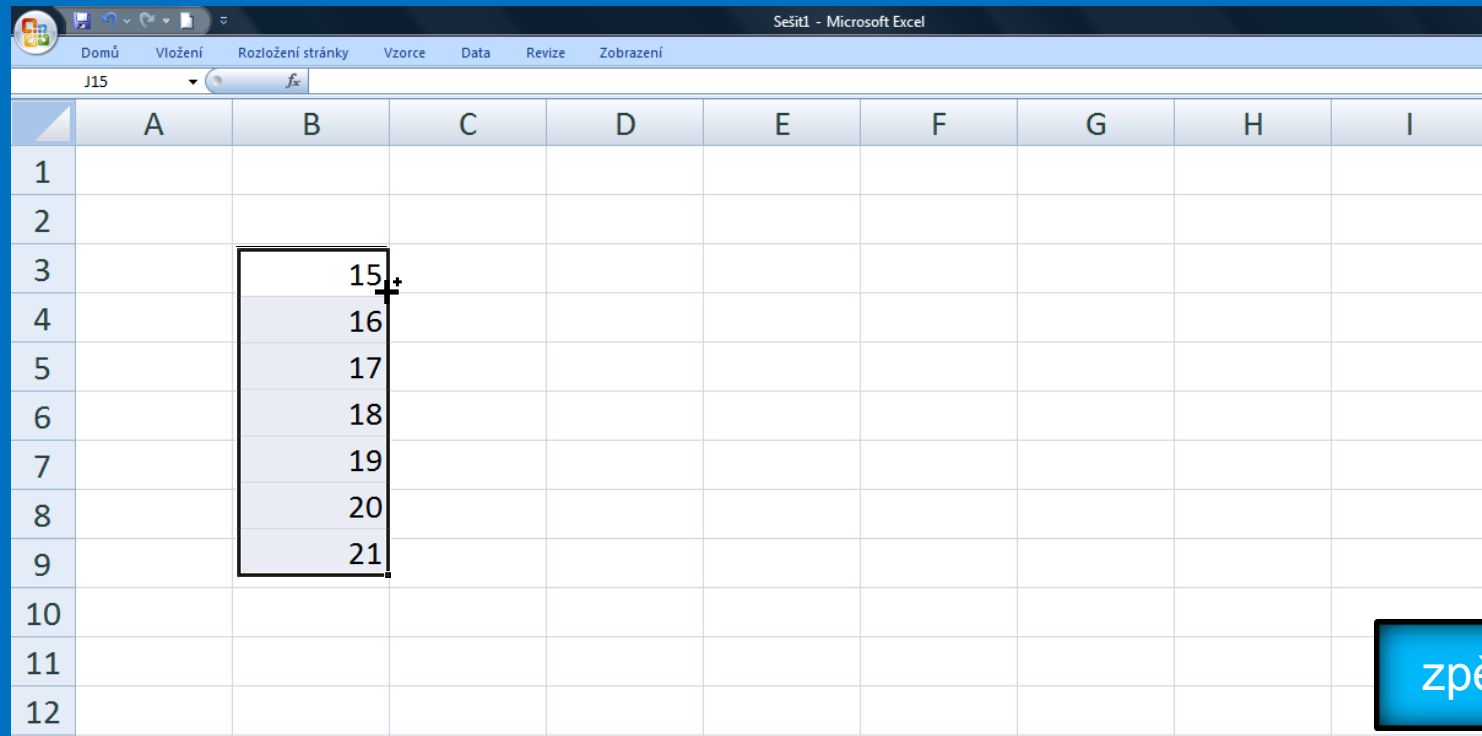 Sešit1 - Microsoft Excel
Domů Vložení Rozložení stránky Vzorce Data Revize Zobrazení
J15 fx
A B C D E F G H I
1
2
3 15
4 16
5 17
6 18
7 19
8 20
9 21
10
11
12
zpě